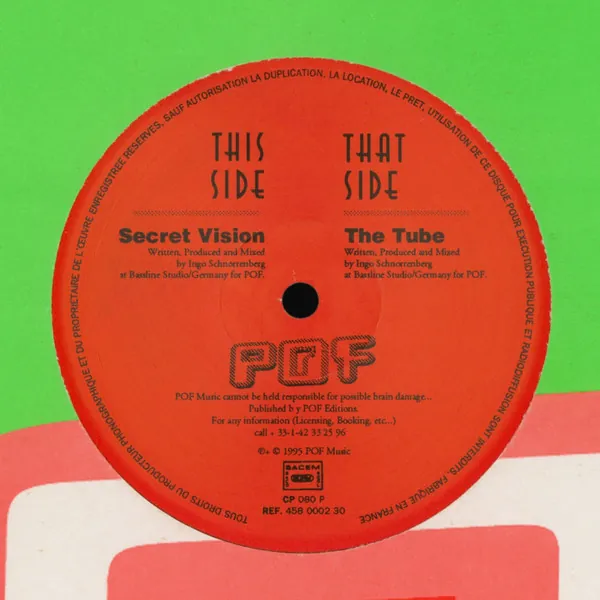 TOUS DROITS DU PRODUCTEUR PHONOGRAPHIQUE ET DU PROPRIETAIRE DE L'ŒUVRE ENREGISTREE RESERVES, SAUF AUTORISATION LA DUPLICATION, LA LOCATION, LE PRET, UTILISATION DE CE DISQUE POUR EXECUTION PUBLIQUE ET RADIODIFFUSION SONT INTERDITS. FABRIQUE EN FRANCE
THIS
SIDE
Secret Vision
Written, Produced and Mixed
by Ingo Schnorrenberg
at Bassline Studio/Germany for POF.
THAT
SIDE
The Tube
Written, Produced and Mixed
by Ingo Schnorrenberg
at Bassline Studio/Germany for POF.
POF
POF Music cannot be held responsible for possible brain damage...
Published b y POF Editions.
For any information (Licensing, Booking, etc...)
call + 35-1-42 33 25 96
℗+ © 1995 POF Music
SACEM
CP 080 P
REF. 458 0002 30